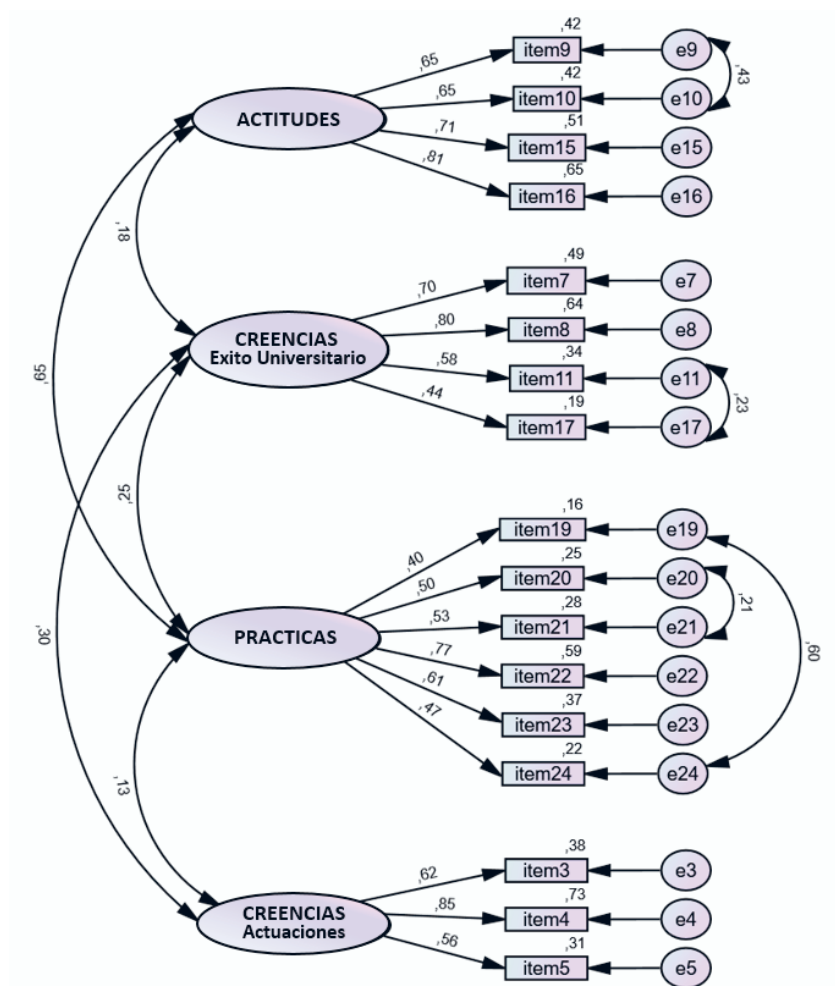 ,42
item9
e9
,65
,43
,42
item10
e10
,65
ACTITUDES
,51
item15
e15
,71
,65
item16
e16
,81
,18
,49
item7
e7
,70
,64
item8
e8
,80
CREENCIAS
Exito Universitario
,34
item11
e11
,58
,59
,23
,19
item17
e17
,44
,25
,16
item19
e19
,40
,25
item20
e20
,50
,21
,28
item21
e21
,53
PRACTICAS
,30
,60
,59
item22
e22
,77
,37
item23
e23
,61
,22
item24
e24
,47
,13
,38
item3
e3
,62
,73
item4
e4
,85
CREENCIAS
Actuaciones
,31
item5
e5
,56